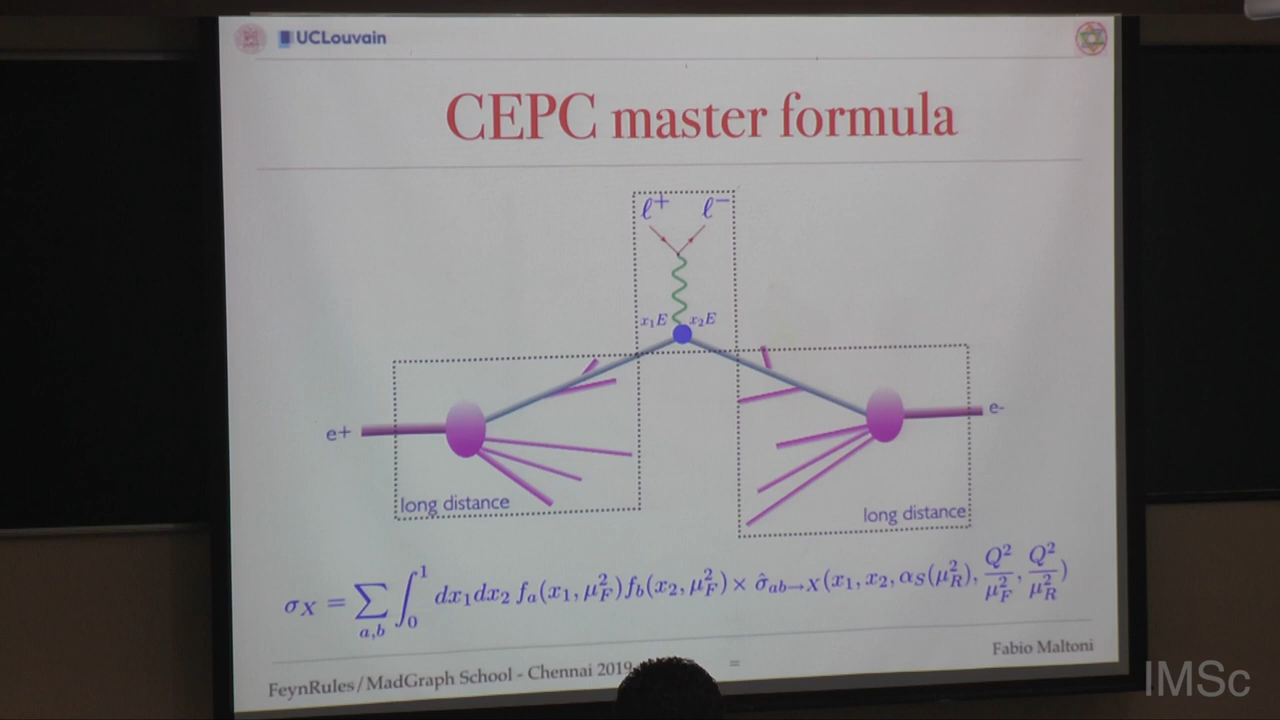 UCLouvain
CEPC master formula
ℓ+ ℓ−
x₁E x₂E
e+
e-
long distance
long distance
σ_X = ∑_{a,b} ∫_0^1 dx₁dx₂ f_a(x₁, μ_F²) f_b(x₂, μ_F²) × σ̂_{ab→X}(x₁, x₂, α_S(μ_R²), Q²/μ_F², Q²/μ_R²)
Fabio Maltoni
FeynRules/MadGraph School - Chennai 2019
=
IMSc